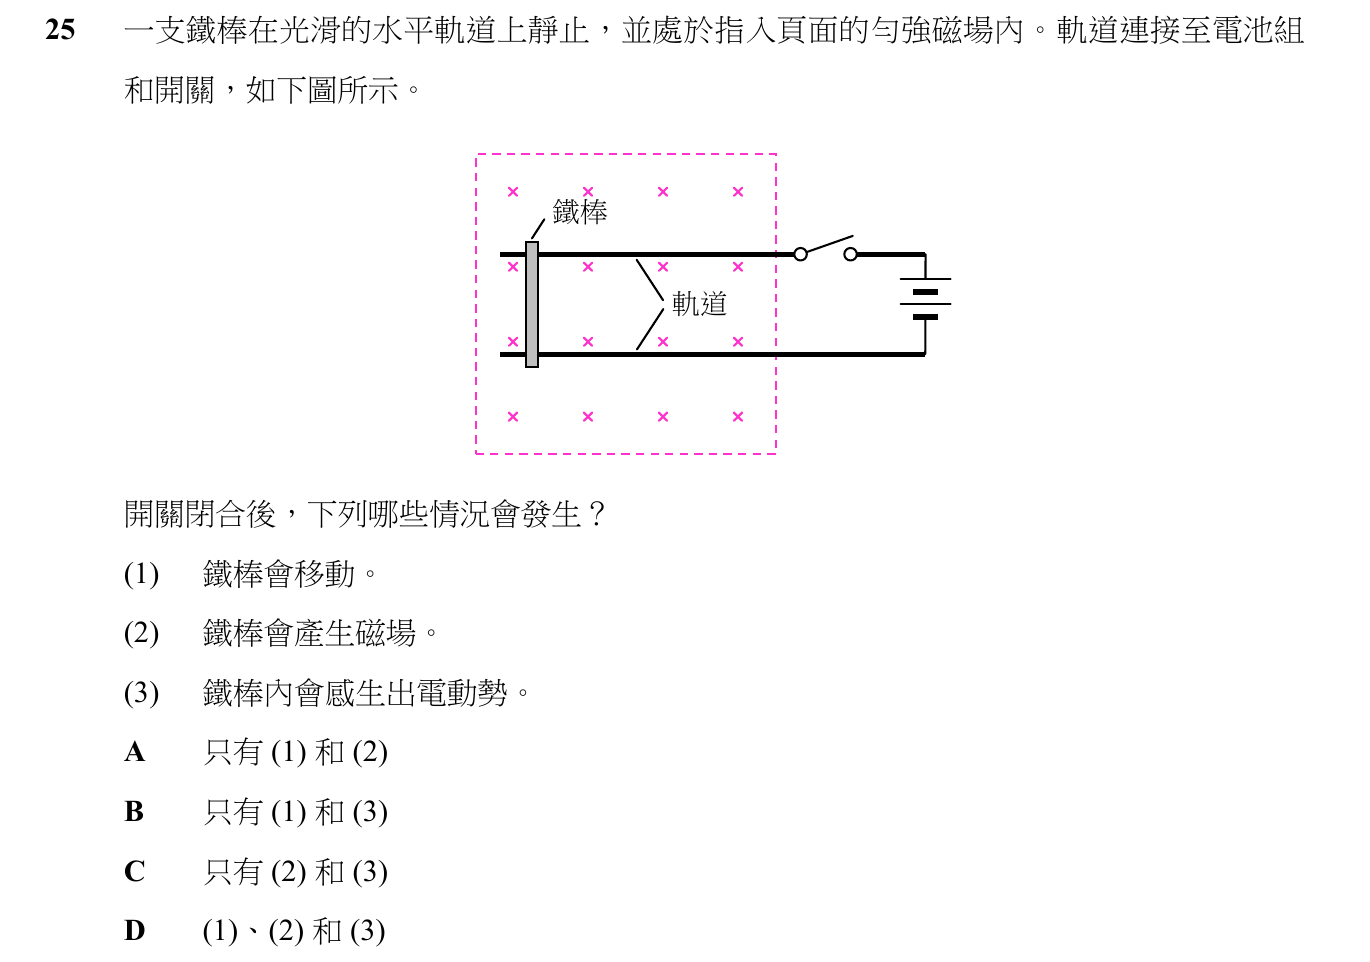 25 一支鐵棒在光滑的水平軌道上靜止，並處於指入頁面的勻強磁場內。軌道連接至電池組
和開關，如下圖所示。
鐵棒
軌道
開關閉合後，下列哪些情況會發生？
(1) 鐵棒會移動。
(2) 鐵棒會產生磁場。
(3) 鐵棒內會感生出電動勢。
A 只有 (1) 和 (2)
B 只有 (1) 和 (3)
C 只有 (2) 和 (3)
D (1)、(2) 和 (3)